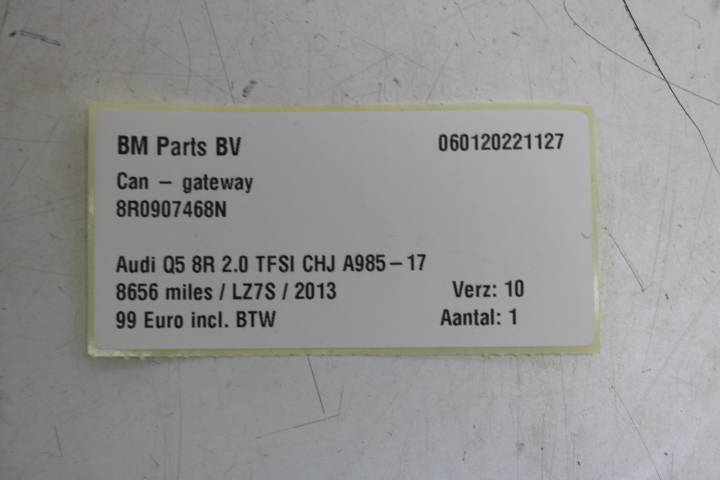 BM Parts BV 060120221127
Can - gateway
8R0907468N
Audi Q5 8R 2.0 TFSI CHJ A985-17
8656 miles / LZ7S / 2013 Verz: 10
99 Euro incl. BTW Aantal: 1